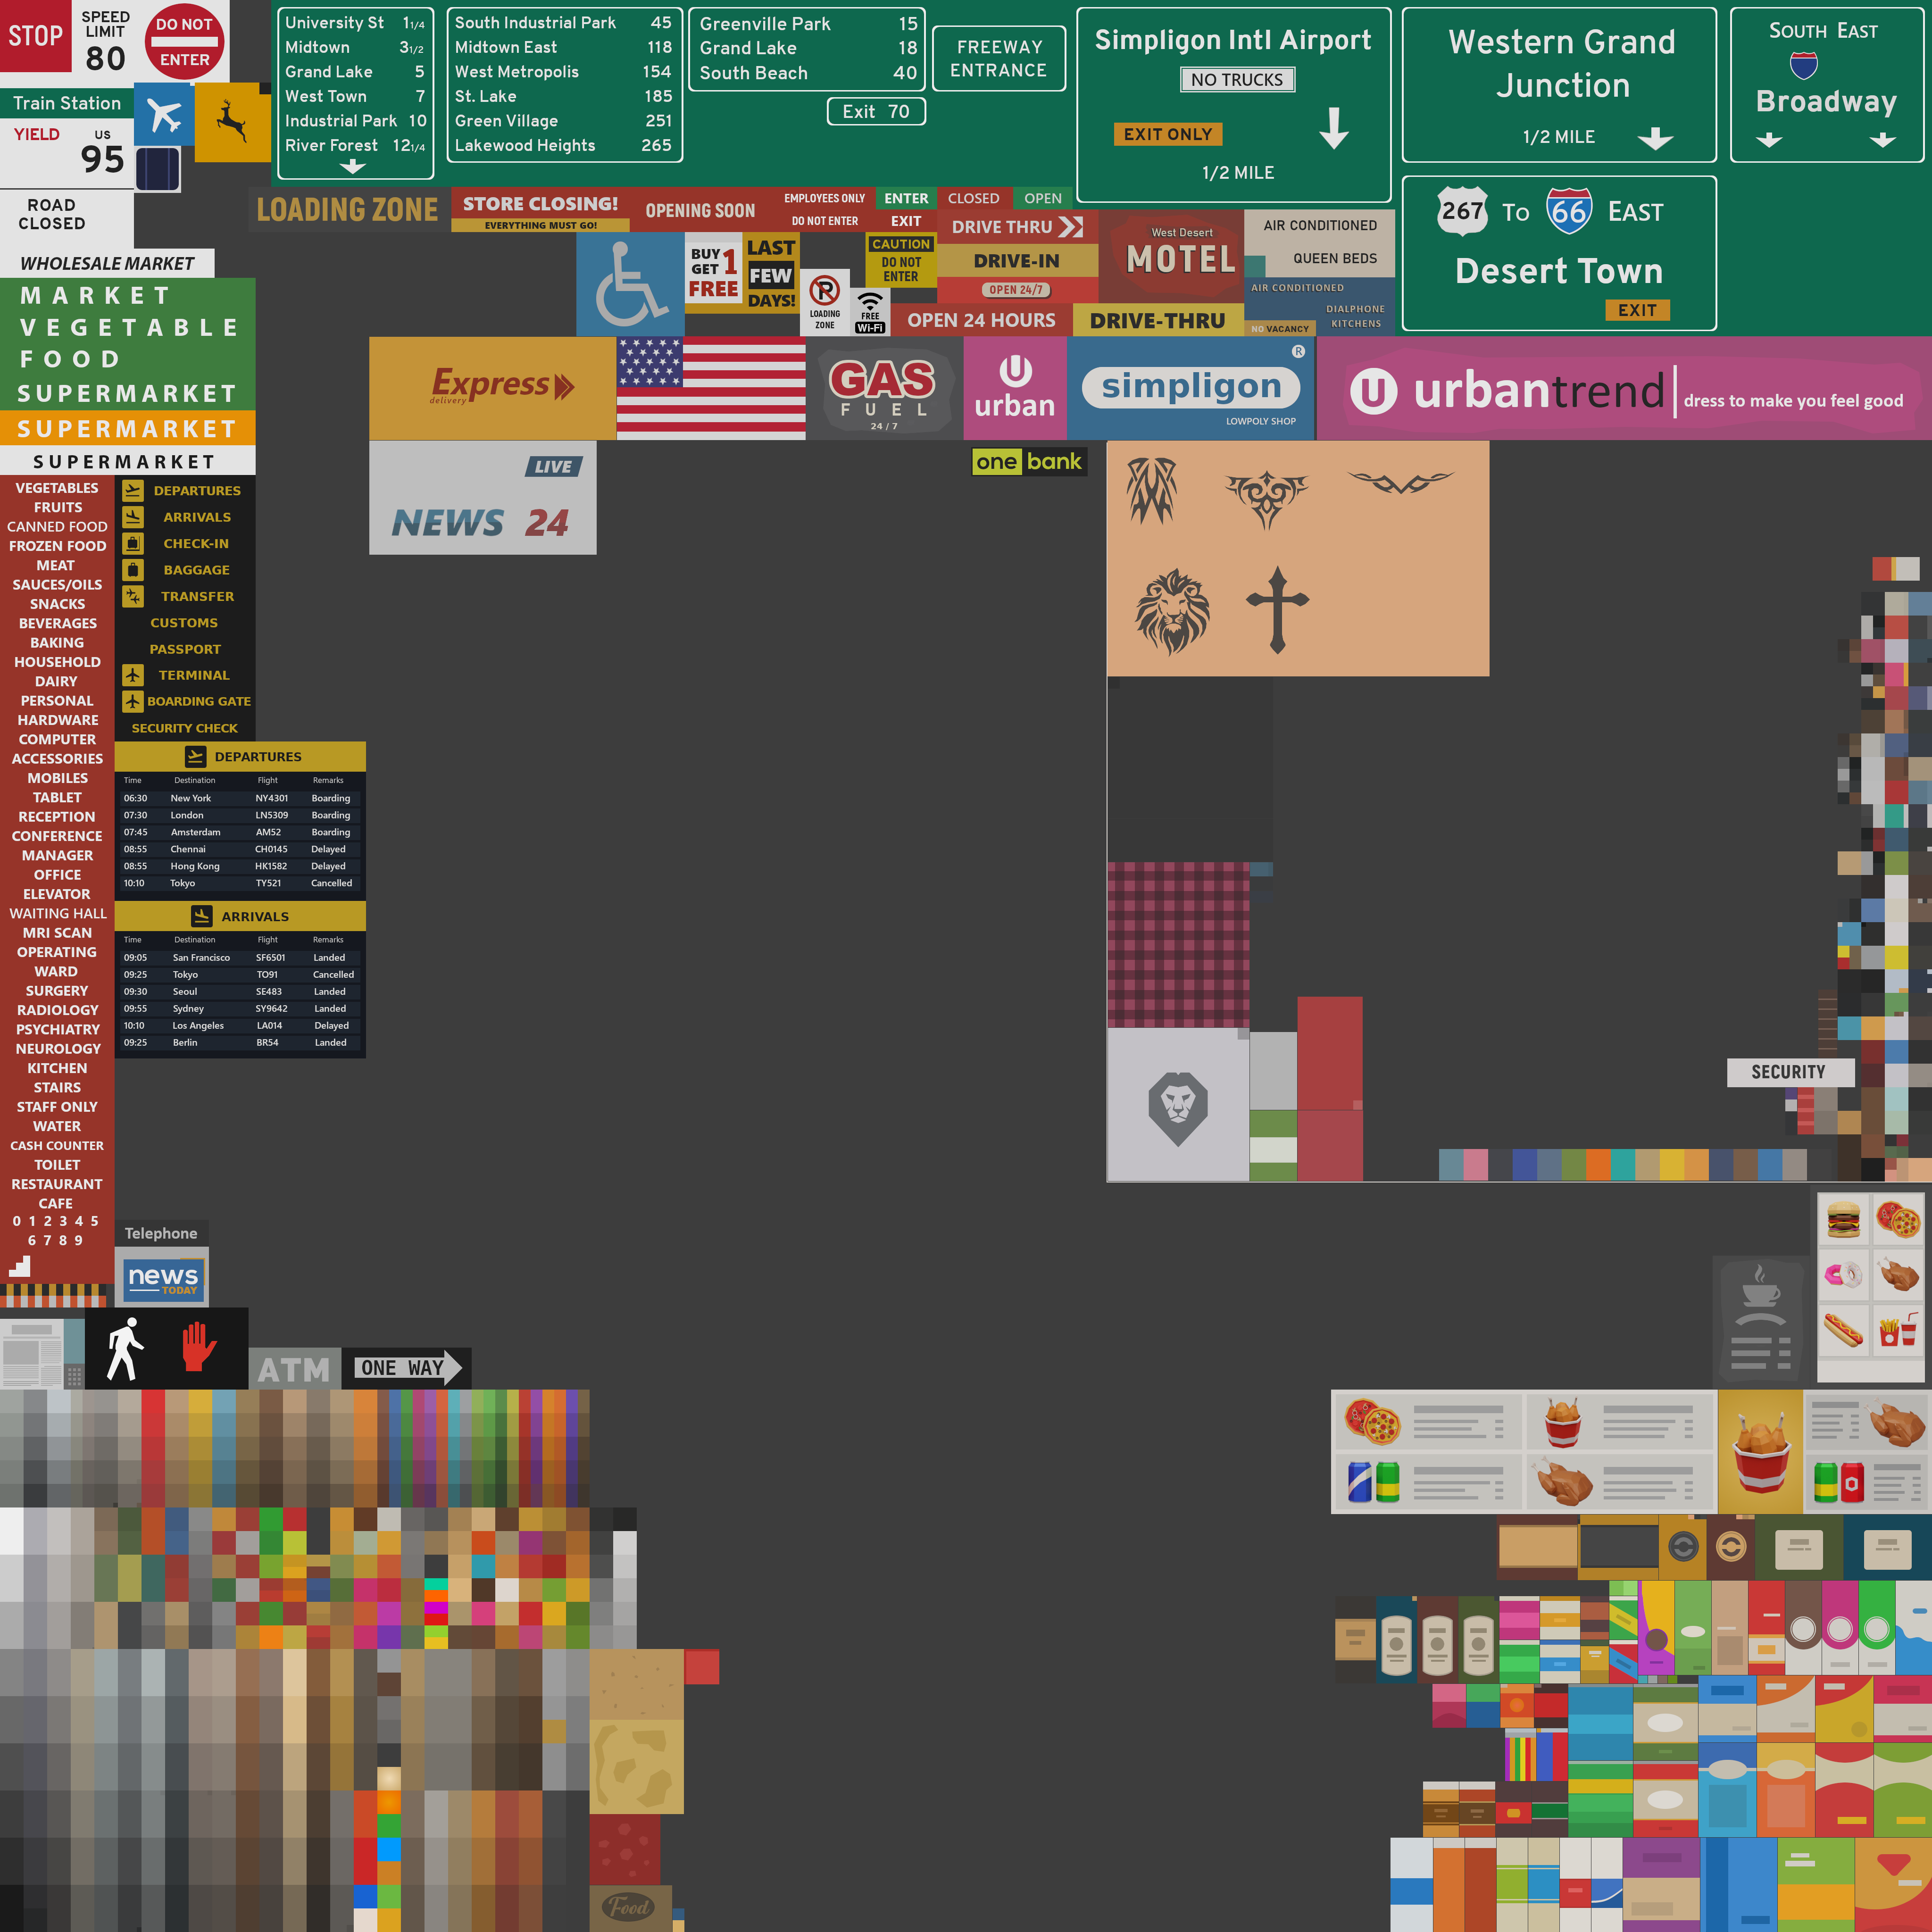 STOP
SPEED
LIMIT
80
DO NOT
ENTER
Train Station
YIELD
US
95
ROAD
CLOSED
University St 1 1/4
Midtown 3 1/2
Grand Lake 5
West Town 7
Industrial Park 10
River Forest 12 1/4
South Industrial Park 45
Midtown East 118
West Metropolis 154
St. Lake 185
Green Village 251
Lakewood Heights 265
Greenville Park 15
Grand Lake 18
South Beach 40
Exit 70
FREEWAY
ENTRANCE
Simpligon Intl Airport
NO TRUCKS
EXIT ONLY
1/2 MILE
Western Grand
Junction
1/2 MILE
SOUTH EAST
Broadway
267 TO 66 EAST
Desert Town
EXIT
LOADING ZONE
STORE CLOSING!
EVERYTHING MUST GO!
OPENING SOON
EMPLOYEES ONLY
DO NOT ENTER
ENTER
EXIT
CLOSED
OPEN
BUY 1
GET
FREE
LAST
FEW
DAYS!
P
LOADING
ZONE
FREE
Wi-Fi
CAUTION
DO NOT
ENTER
DRIVE THRU
DRIVE-IN
OPEN 24/7
OPEN 24 HOURS
DRIVE-THRU
West Desert
MOTEL
AIR CONDITIONED
QUEEN BEDS
AIR CONDITIONED
DIALPHONE
KITCHENS
NO VACANCY
WHOLESALE MARKET
MARKET
VEGETABLE
FOOD
SUPERMARKET
SUPERMARKET
SUPERMARKET
Express
delivery
GAS
FUEL
24 / 7
U
urban
simpligon
®
LOWPOLY SHOP
U urbantrend dress to make you feel good
LIVE
NEWS 24
one bank
VEGETABLES
FRUITS
CANNED FOOD
FROZEN FOOD
MEAT
SAUCES/OILS
SNACKS
BEVERAGES
BAKING
HOUSEHOLD
DAIRY
PERSONAL
HARDWARE
COMPUTER
ACCESSORIES
MOBILES
TABLET
RECEPTION
CONFERENCE
MANAGER
OFFICE
ELEVATOR
WAITING HALL
MRI SCAN
OPERATING
WARD
SURGERY
RADIOLOGY
PSYCHIATRY
NEUROLOGY
KITCHEN
STAIRS
STAFF ONLY
WATER
CASH COUNTER
TOILET
RESTAURANT
CAFE
0 1 2 3 4 5
6 7 8 9
DEPARTURES
ARRIVALS
CHECK-IN
BAGGAGE
TRANSFER
CUSTOMS
PASSPORT
TERMINAL
BOARDING GATE
SECURITY CHECK
DEPARTURES
Time Destination Flight Remarks
06:30 New York NY4301 Boarding
07:30 London LN5309 Boarding
07:45 Amsterdam AM52 Boarding
08:55 Chennai CH0145 Delayed
08:55 Hong Kong HK1582 Delayed
10:10 Tokyo TY521 Cancelled
ARRIVALS
Time Destination Flight Remarks
09:05 San Francisco SF6501 Landed
09:25 Tokyo TO91 Cancelled
09:30 Seoul SE483 Landed
09:55 Sydney SY9642 Landed
10:10 Los Angeles LA014 Delayed
09:25 Berlin BR54 Landed
SECURITY
Telephone
news
TODAY
ATM
ONE WAY
Food